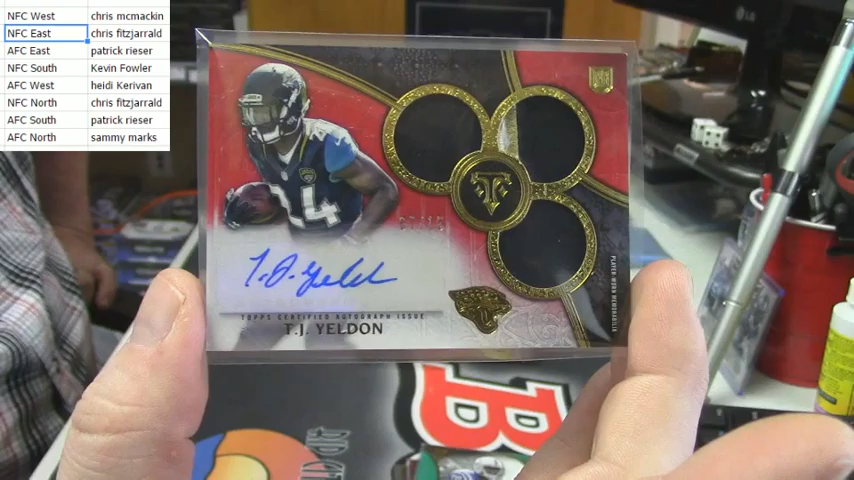 NFC West chris mcmackin
NFC East chris fitzjarrald
AFC East patrick rieser
NFC South Kevin Fowler
AFC West heidi Kerivan
NFC North chris fitzjarrald
AFC South patrick rieser
AFC North sammy marks
LG
RC
24
T
T.J. Yeldon
TOPPS CERTIFIED AUTOGRAPH ISSUE
T.J. YELDON
PLAYER-WORN MEMORABILIA
B